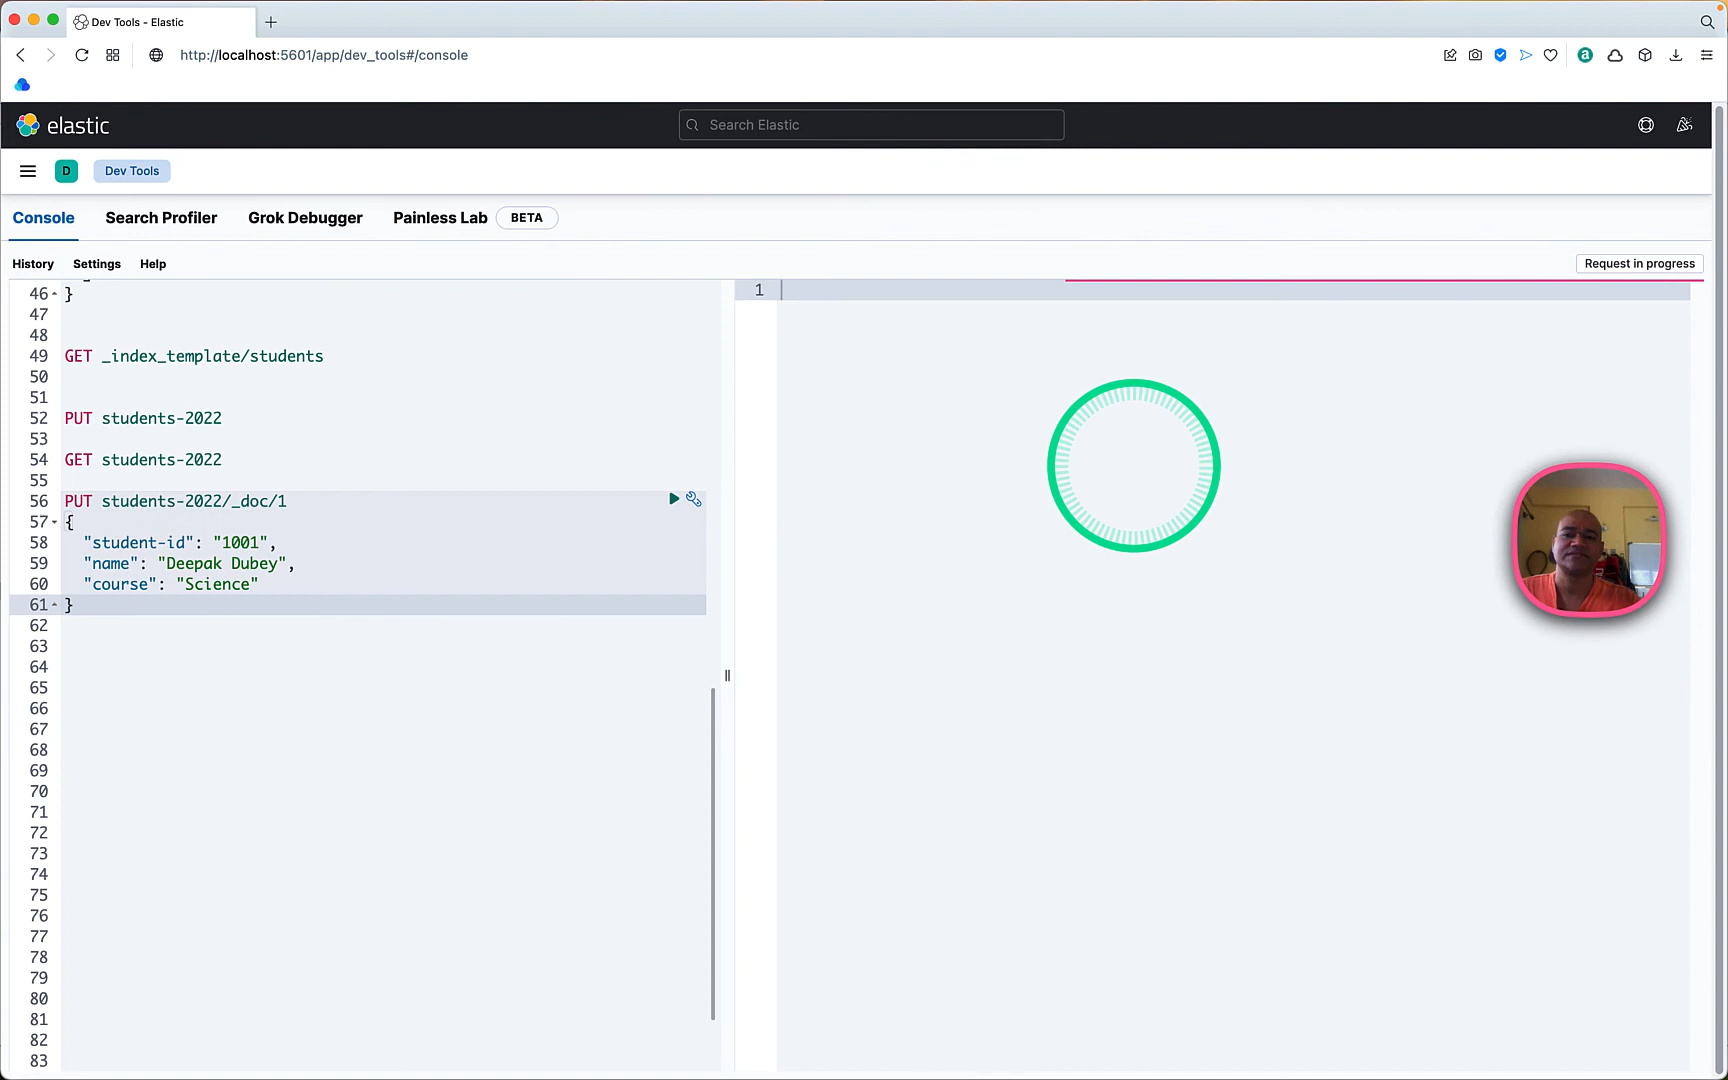 Dev Tools - Elastic
http://localhost:5601/app/dev_tools#/console
elastic
Search Elastic
D
Dev Tools
Console Search Profiler Grok Debugger Painless Lab BETA
History Settings Help
Request in progress
46 }
47
48
49 GET _index_template/students
50
51
52 PUT students-2022
53
54 GET students-2022
55
56 PUT students-2022/_doc/1
57 {
58 "student-id": "1001",
59 "name": "Deepak Dubey",
60 "course": "Science"
61 }
62
63
64
65
66
67
68
69
70
71
72
73
74
75
76
77
78
79
80
81
82
83
1